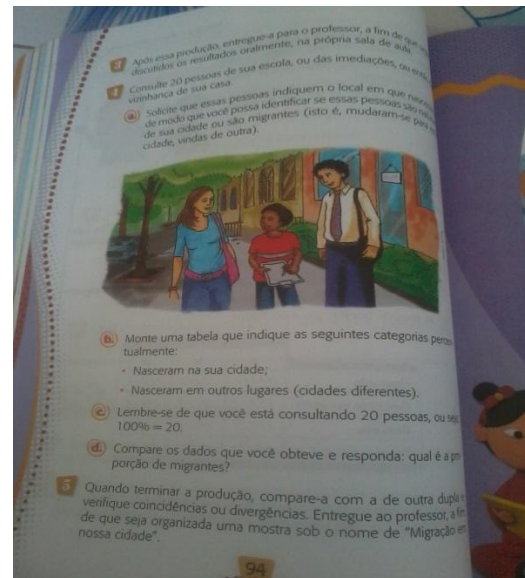 3 Após essa produção, entregue-a para o professor, a fim de que
discutidos os resultados oralmente, na própria sala de aula.
4 Consulte 20 pessoas de sua escola, ou das imediações, ou
vizinhança de sua casa.
a. Solicite que essas pessoas indiquem o local em que
de modo que você possa identificar se essas pessoas são
de sua cidade ou são migrantes (isto é, mudaram-se para
cidade, vindas de outra).
b. Monte uma tabela que indique as seguintes categorias percen-
tualmente:
• Nasceram na sua cidade;
• Nasceram em outros lugares (cidades diferentes).
c. Lembre-se de que você está consultando 20 pessoas, ou seja,
100% = 20.
d. Compare os dados que você obteve e responda: qual é a pro-
porção de migrantes?
5 Quando terminar a produção, compare-a com a de outra dupla e
verifique coincidências ou divergências. Entregue ao professor, a fim
de que seja organizada uma mostra sob o nome de "Migração em
nossa cidade".
94